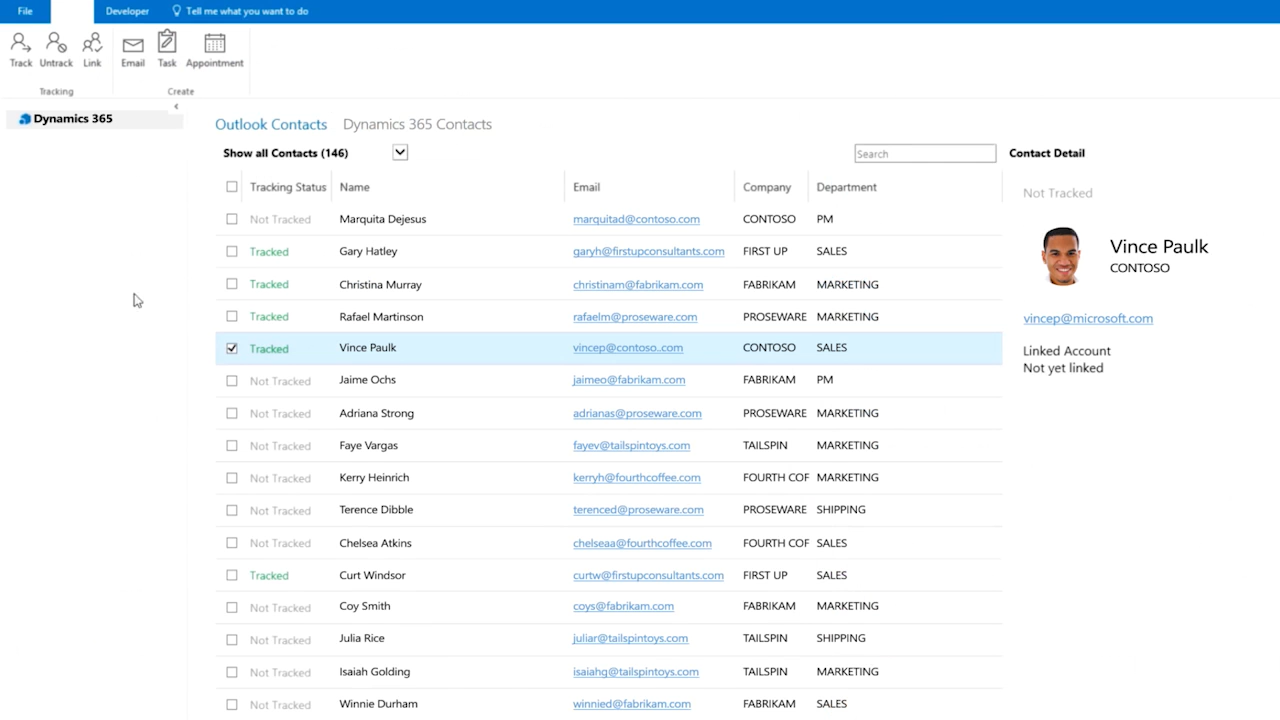 File Developer Tell me what you want to do
Track Untrack Link Email Task Appointment
Tracking Create
Dynamics 365
Outlook Contacts Dynamics 365 Contacts
Show all Contacts (146) Search Contact Detail
Tracking Status Name Email Company Department
Not Tracked
Not Tracked Marquita Dejesus marquitad@contoso.com CONTOSO PM
Vince Paulk
CONTOSO
Tracked Gary Hatley garyh@firstupconsultants.com FIRST UP SALES
Tracked Christina Murray christinam@fabrikam.com FABRIKAM MARKETING
Tracked Rafael Martinson rafaelm@proseware.com PROSEWARE MARKETING
vincep@microsoft.com
Tracked Vince Paulk vincep@contoso..com CONTOSO SALES
Linked Account
Not yet linked
Not Tracked Jaime Ochs jaimeo@fabrikam.com FABRIKAM PM
Not Tracked Adriana Strong adrianas@proseware.com PROSEWARE MARKETING
Not Tracked Faye Vargas fayev@tailspintoys.com TAILSPIN MARKETING
Not Tracked Kerry Heinrich kerryh@fourthcoffee.com FOURTH COF MARKETING
Not Tracked Terence Dibble terenced@proseware.com PROSEWARE SHIPPING
Not Tracked Chelsea Atkins chelseaa@fourthcoffee.com FOURTH COF SALES
Tracked Curt Windsor curtw@firstupconsultants.com FIRST UP SALES
Not Tracked Coy Smith coys@fabrikam.com FABRIKAM MARKETING
Not Tracked Julia Rice juliar@tailspintoys.com TAILSPIN SHIPPING
Not Tracked Isaiah Golding isaiahg@tailspintoys.com TAILSPIN MARKETING
Not Tracked Winnie Durham winnied@fabrikam.com FABRIKAM SALES